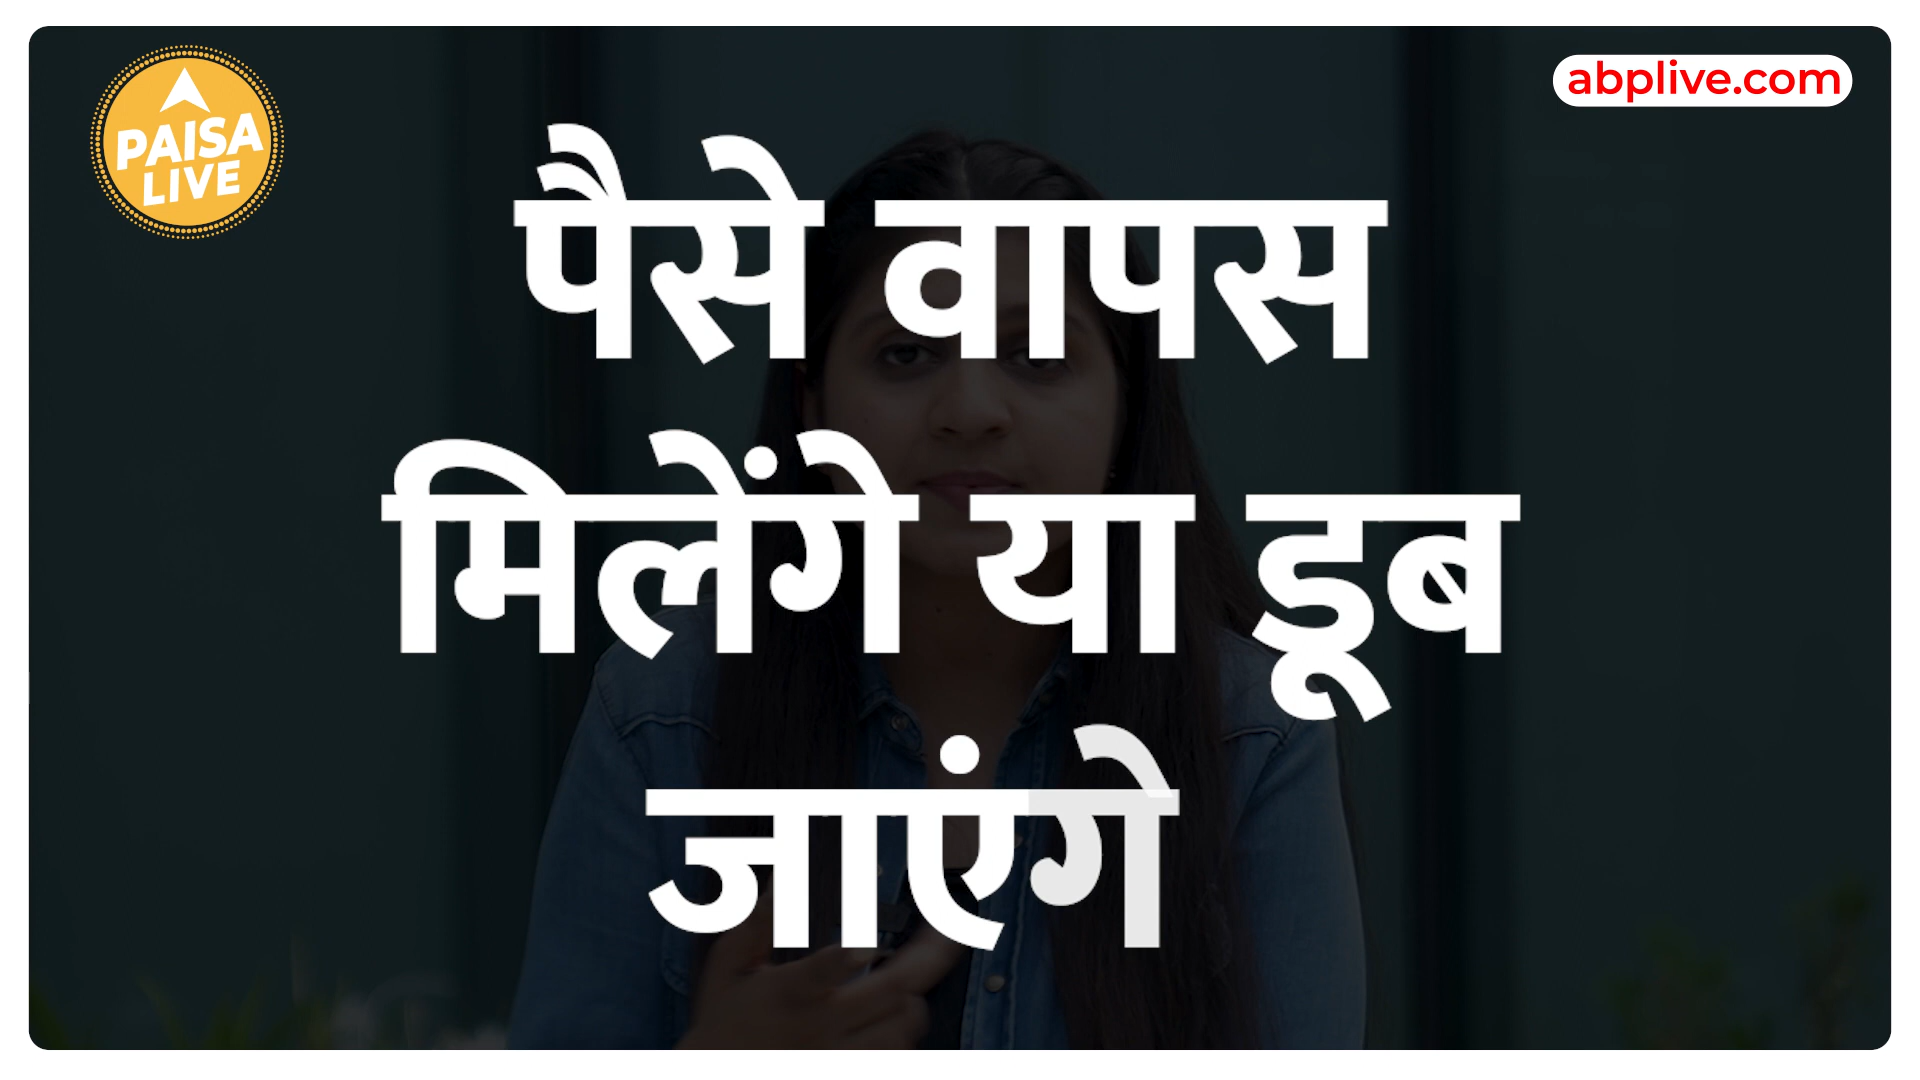 PAISA
LIVE
abplive.com
पैसे वापस
मिलेंगे या डूब
जाएंगे